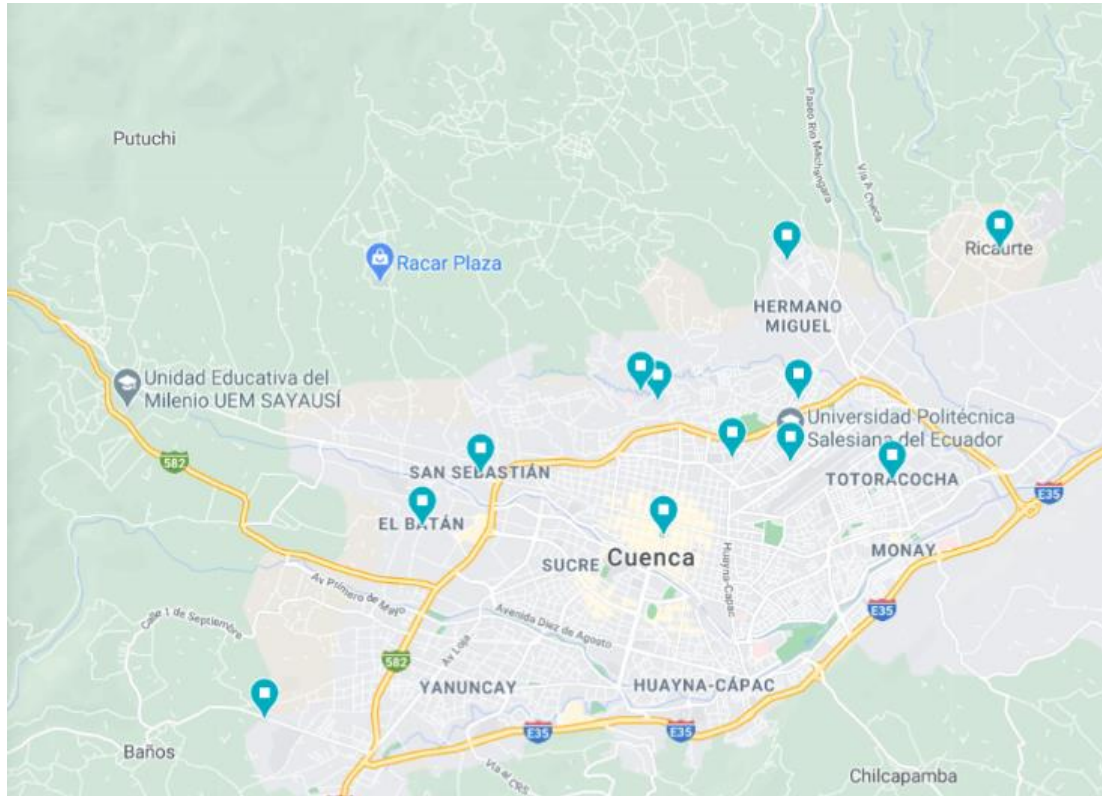 Putuchi
Paseo Río Machángara
Vía A Checa
Ricaurte
Racar Plaza
HERMANO
MIGUEL
Unidad Educativa del
Milenio UEM SAYAUSÍ
Universidad Politécnica
Salesiana del Ecuador
582
SAN SEBASTIÁN
TOTORACOCHA
E35
EL BATÁN
SUCRE
Cuenca
Huayna-Capac
MONAY
Av Primero de Mayo
Avenida Diez de Agosto
E35
Calle 1 de Septiembre
Av Loja
582
YANUNCAY
HUAYNA-CÁPAC
E35
E35
Baños
Vía al CRS
Chilcapamba